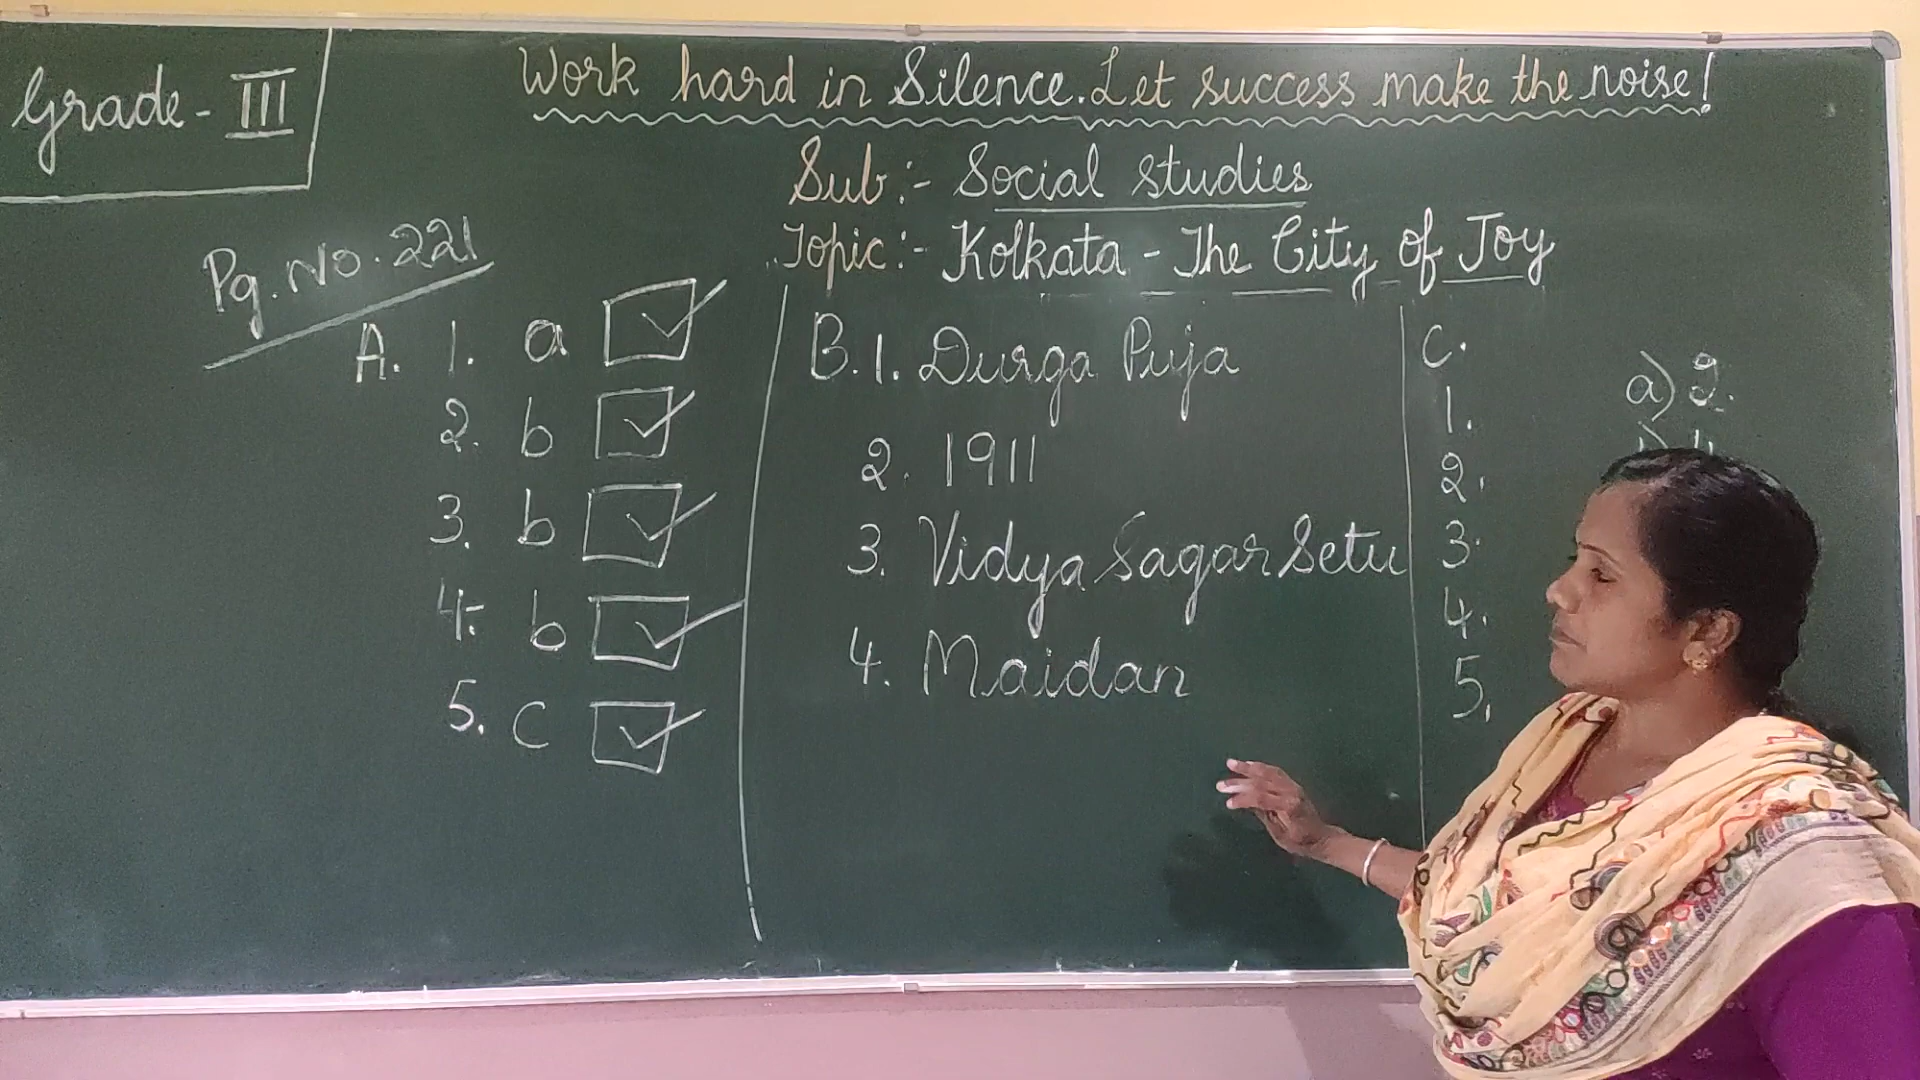 Grade - III
Work hard in Silence. Let success make the noise!
Sub:- Social studies
Topic:- Kolkata - The City of Joy
Pg. No. 221
A. 1. a
2. b
3. b
4. b
5. c
B. 1. Durga Puja
2. 1911
3. Vidya Sagar Setu
4. Maidan
C.
1.
2.
3.
4.
5.
a) 2.